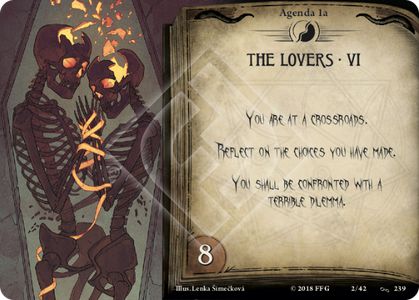 Agenda 1a
THE LOVERS · VI
YOU ARE AT A CROSSROADS.
REFLECT ON THE CHOICES YOU HAVE MADE.
YOU SHALL BE CONFRONTED WITH A
TERRIBLE DILEMMA.
8
Illus. Lenka Šimečková
© 2018 FFG
2/42
239